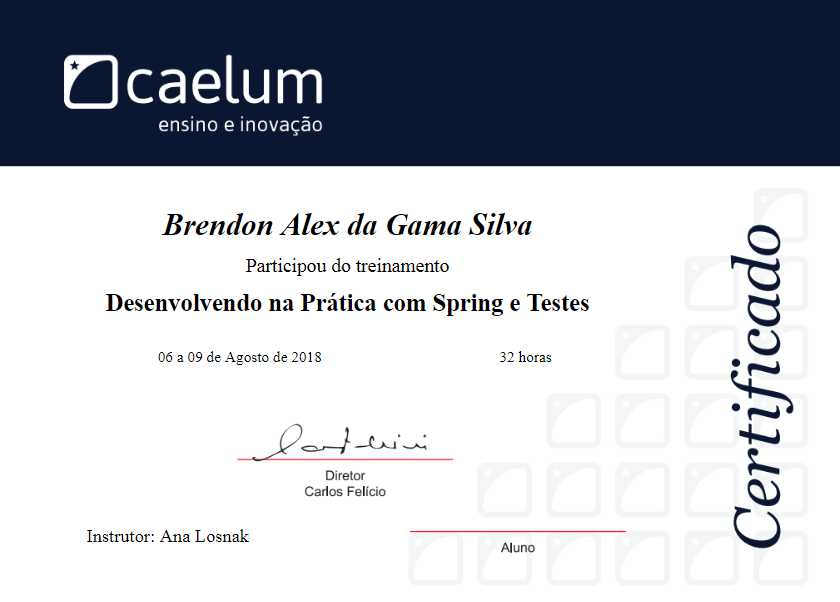 caelum
ensino e inovação
Brendon Alex da Gama Silva
Participou do treinamento
Desenvolvendo na Prática com Spring e Testes
06 a 09 de Agosto de 2018 32 horas
Diretor
Carlos Felício
Instrutor: Ana Losnak
Aluno
Certificado